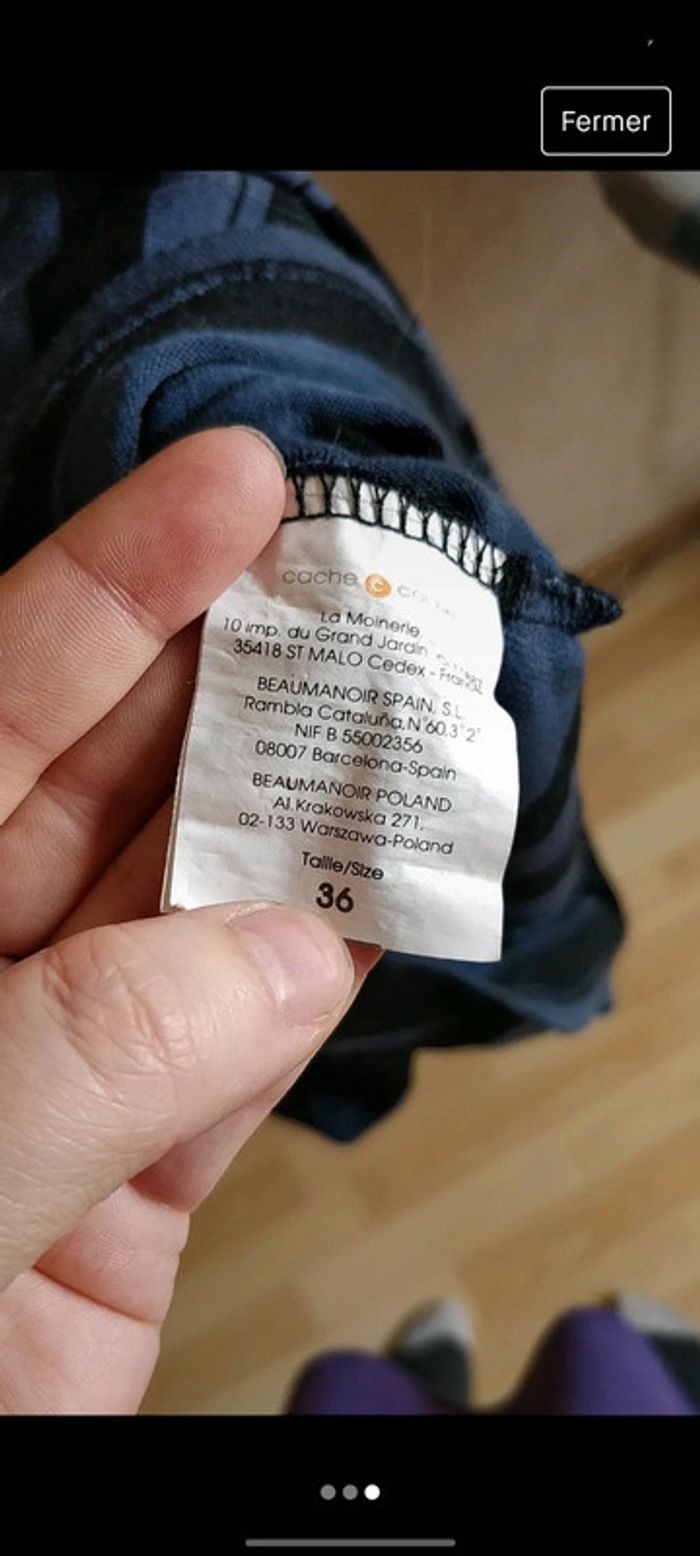 Fermer
cache c
La Moinerie
10 imp. du Grand Jardin
35418 ST MALO Cedex - France
BEAUMANOIR SPAIN, S.L.
Rambla Cataluña,N°60,3°2°
NIF B 55002356
08007 Barcelona-Spain
BEAUMANOIR POLAND
Al.Krakowska 271,
02-133 Warszawa-Poland
Taille/Size
36